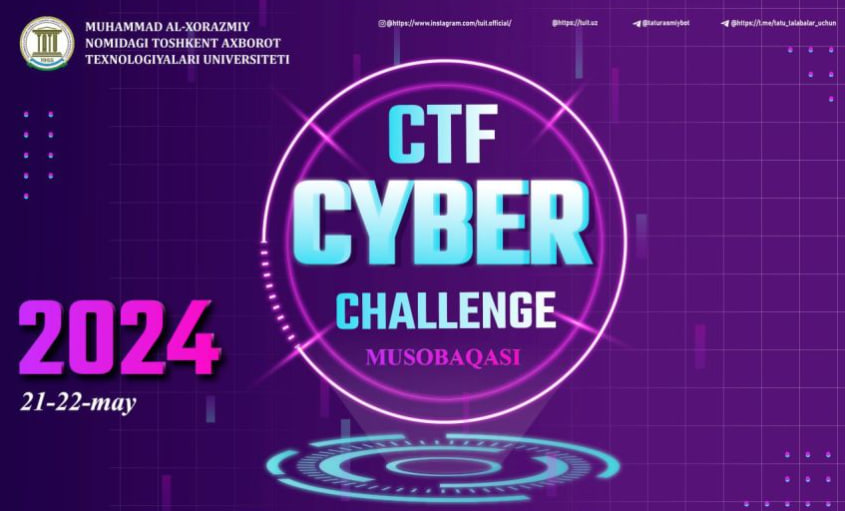 MUHAMMAD AL-XORAZMIY
NOMIDAGI TOSHKENT AXBOROT
TEXNOLOGIYALARI UNIVERSITETI
1955
@https://www.instagram.com/tuit.official/
@https://tuit.uz
@taturasmiybot
@https://t.me/tatu_talabalar_uchun
CTF
CYBER
CHALLENGE
MUSOBAQASI
2024
21-22-may